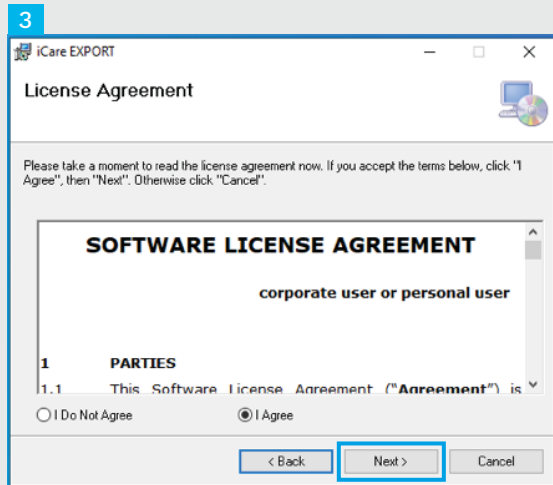 3
iCare EXPORT
License Agreement
Please take a moment to read the license agreement now. If you accept the terms below, click "I
Agree", then "Next". Otherwise click "Cancel".
SOFTWARE LICENSE AGREEMENT
corporate user or personal user
1 PARTIES
1.1 This Software License Agreement ("Agreement") is
I Do Not Agree I Agree
< Back Next > Cancel